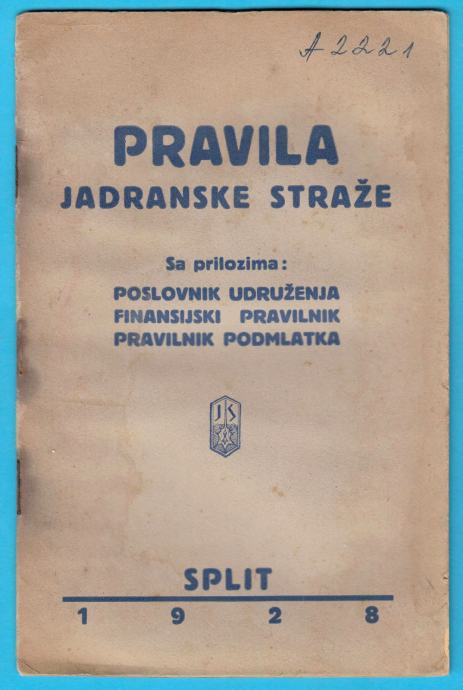 A 2221
PRAVILA
JADRANSKE STRAŽE
Sa prilozima:
POSLOVNIK UDRUŽENJA
FINANSIJSKI PRAVILNIK
PRAVILNIK PODMLATKA
JS
SPLIT
1 9 2 8